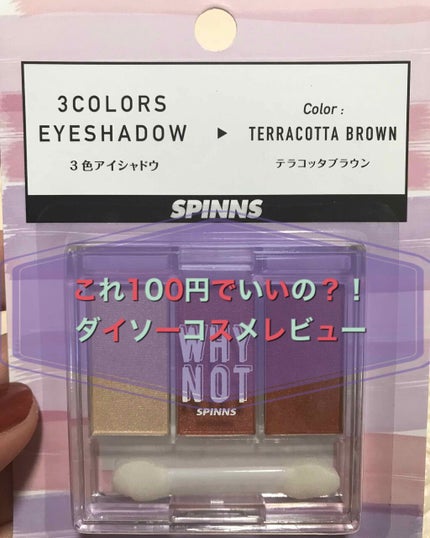 3COLORS
EYESHADOW
3色アイシャドウ
▶
Color :
TERRACOTTA BROWN
テラコッタブラウン
SPINNS
これ100円でいいの?!
ダイソーコスメレビュー
WHY
NOT
SPINNS